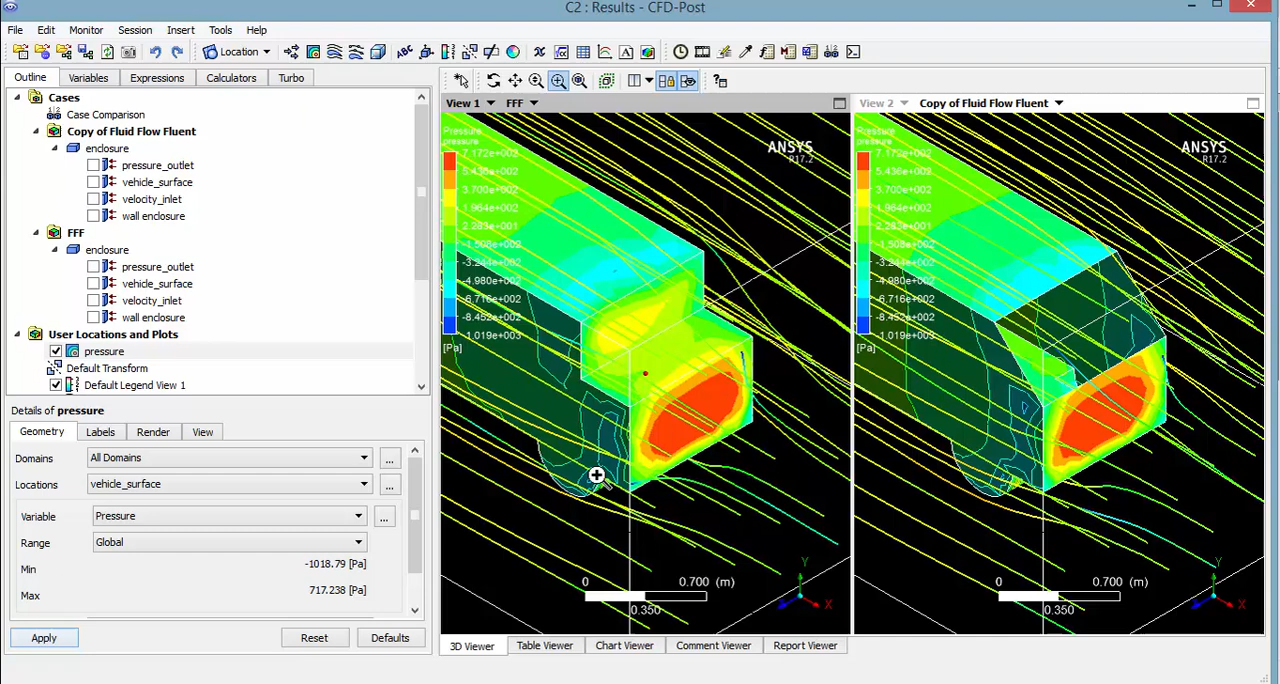 C2 : Results - CFD-Post
File Edit Monitor Session Insert Tools Help
Location
Outline Variables Expressions Calculators Turbo
Cases
Case Comparison
Copy of Fluid Flow Fluent
enclosure
pressure_outlet
vehicle_surface
velocity_inlet
wall enclosure
FFF
enclosure
pressure_outlet
vehicle_surface
velocity_inlet
wall enclosure
User Locations and Plots
pressure
Default Transform
Default Legend View 1
Details of pressure
Geometry Labels Render View
Domains All Domains ...
Locations vehicle_surface ...
Variable Pressure ...
Range Global
Min -1018.79 [Pa]
Max 717.238 [Pa]
Apply Reset Defaults
View 1 FFF
Pressure
pressure
7.172e+002
5.436e+002
3.700e+002
1.964e+002
2.283e+001
-1.508e+002
-3.244e+002
-4.980e+002
-6.716e+002
-8.452e+002
-1.019e+003
[Pa]
ANSYS
R17.2
0 0.700 (m)
0.350
Y
X
View 2 Copy of Fluid Flow Fluent
Pressure
pressure
7.172e+002
5.436e+002
3.700e+002
1.964e+002
2.283e+001
-1.508e+002
-3.244e+002
-4.980e+002
-6.716e+002
-8.452e+002
-1.019e+003
[Pa]
ANSYS
R17.2
0 0.700 (m)
0.350
Y
X
3D Viewer Table Viewer Chart Viewer Comment Viewer Report Viewer